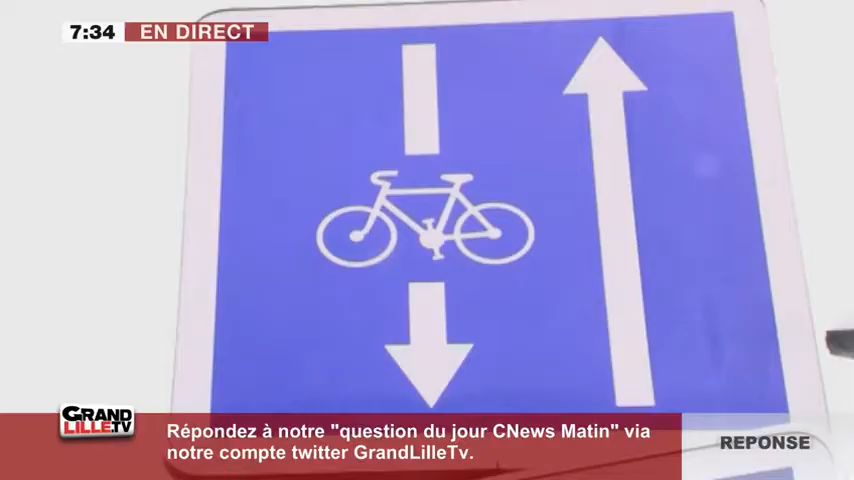 7:34 EN DIRECT
GRAND
LILLE.TV
Répondez à notre "question du jour CNews Matin" via
notre compte twitter GrandLilleTv.
REPONSE